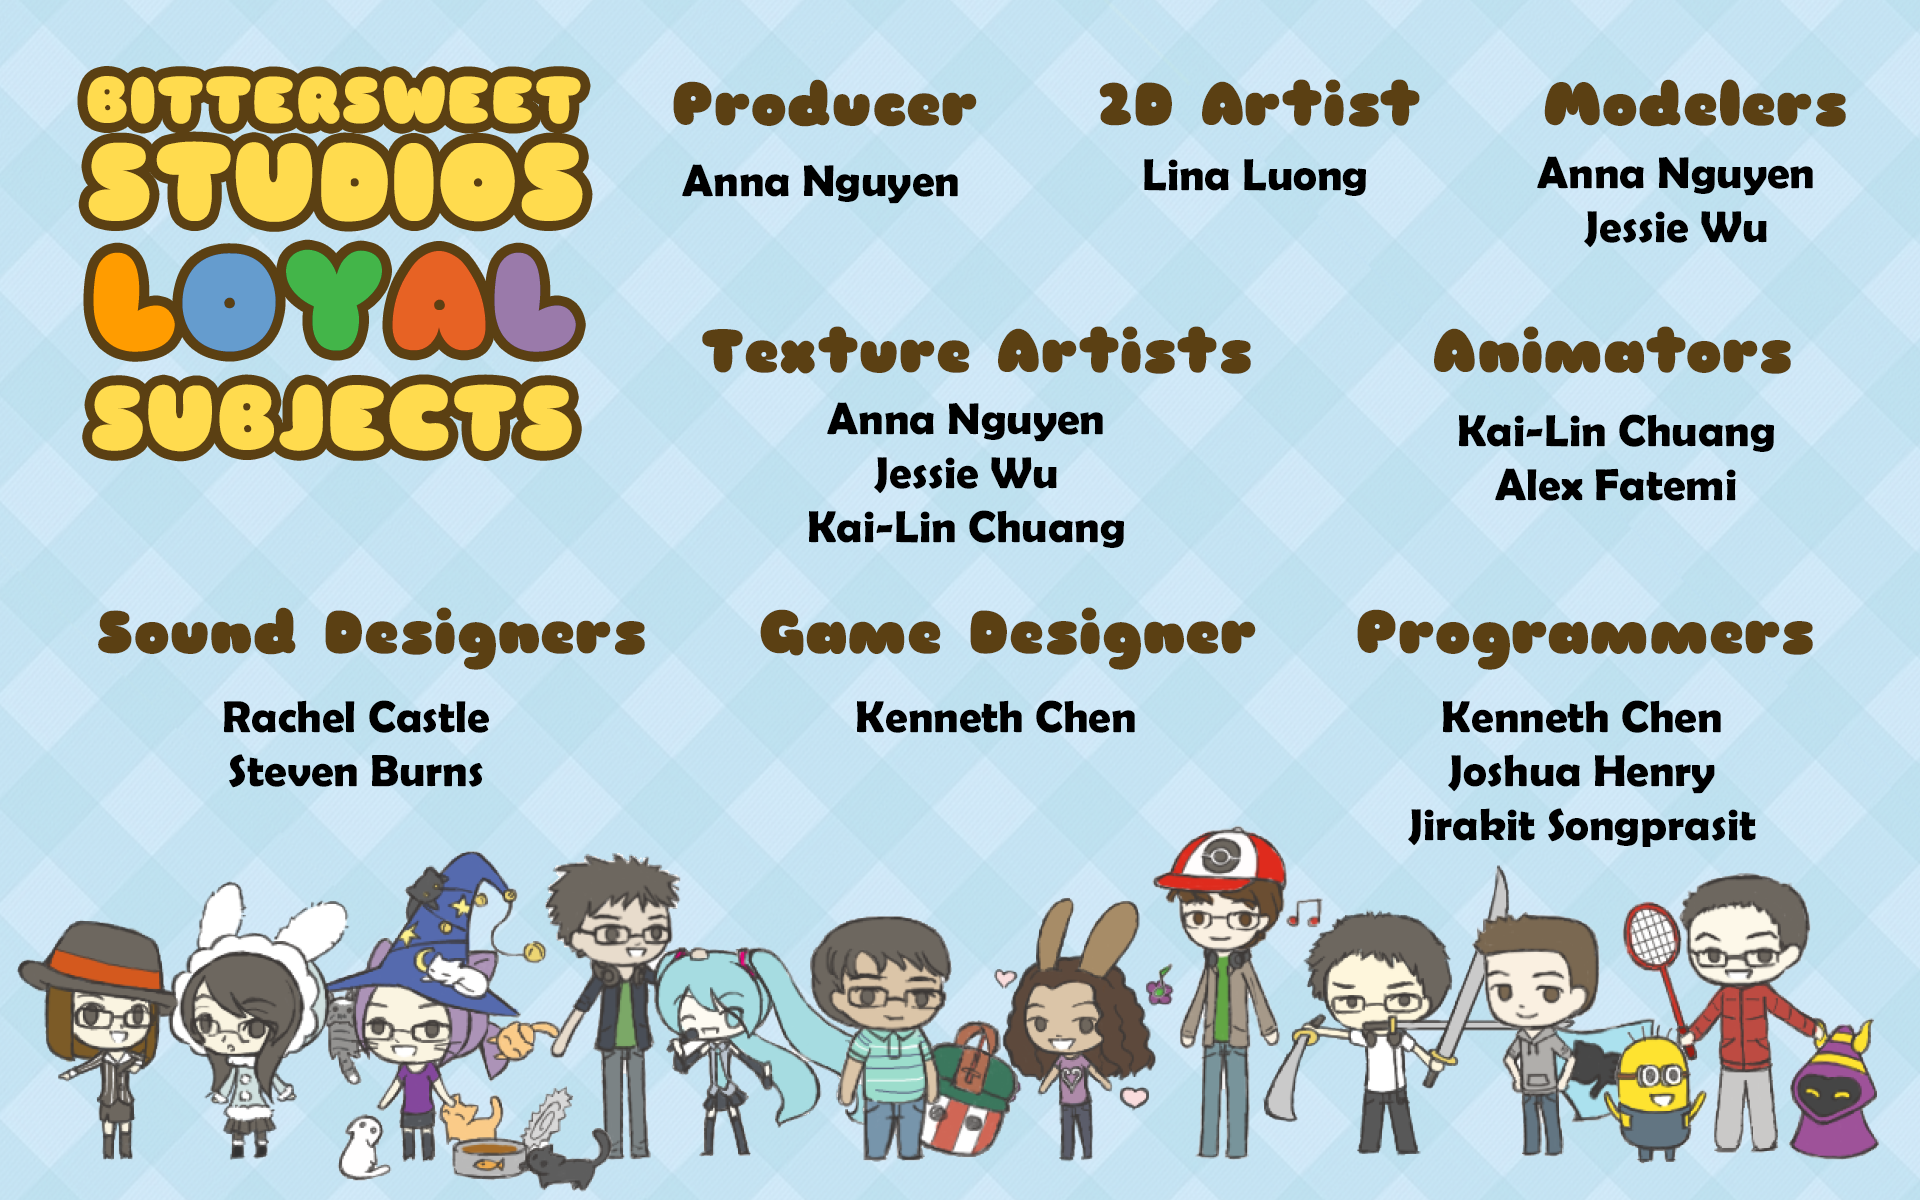 BITTERSWEET
STUDIOS
LOYAL
SUBJECTS
Producer
Anna Nguyen
2D Artist
Lina Luong
Modelers
Anna Nguyen
Jessie Wu
Texture Artists
Anna Nguyen
Jessie Wu
Kai-Lin Chuang
Animators
Kai-Lin Chuang
Alex Fatemi
Sound Designers
Rachel Castle
Steven Burns
Game Designer
Kenneth Chen
Programmers
Kenneth Chen
Joshua Henry
Jirakit Songprasit